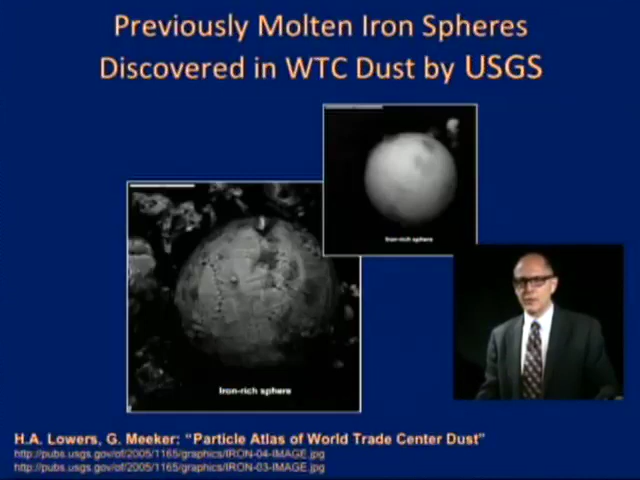 Previously Molten Iron Spheres
Discovered in WTC Dust by USGS
Iron-rich sphere
Iron-rich sphere
H.A. Lowers, G. Meeker: "Particle Atlas of World Trade Center Dust"
http://pubs.usgs.gov/of/2005/1165/graphics/IRON-04-IMAGE.jpg
http://pubs.usgs.gov/of/2005/1165/graphics/IRON-03-IMAGE.jpg